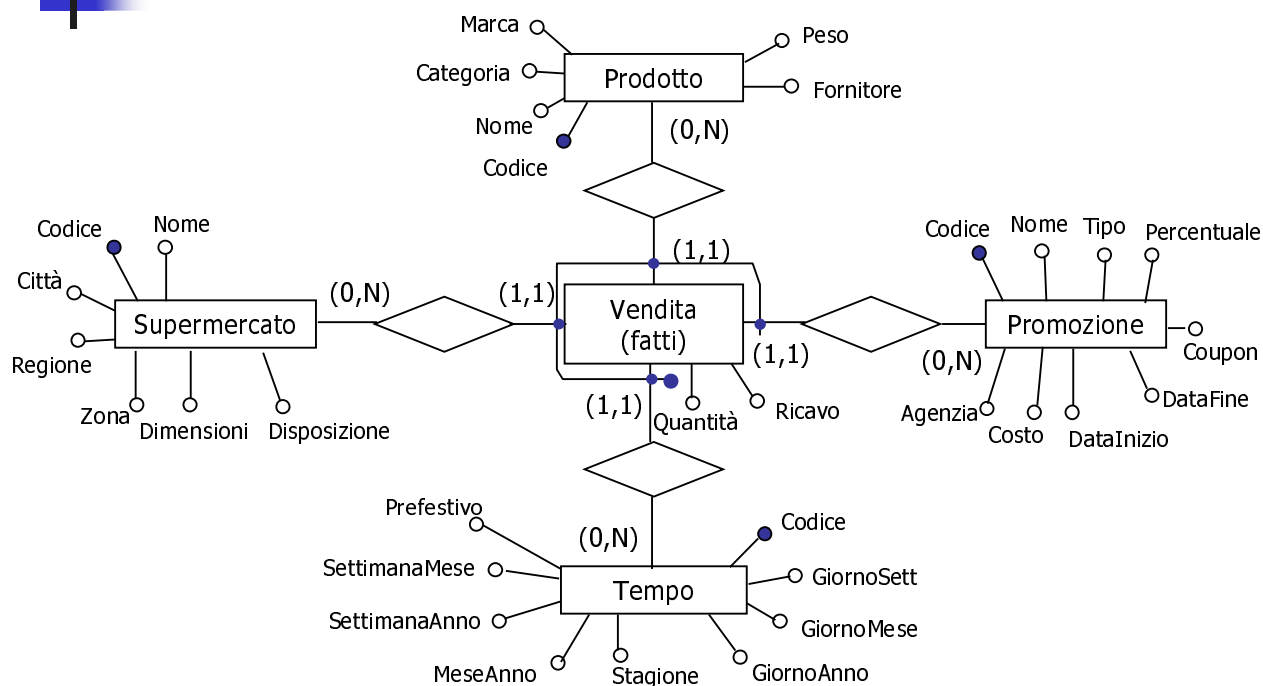 Marca
Peso
Categoria
Prodotto
Fornitore
Nome
(0,N)
Codice
Codice
Nome
Codice
Nome
Tipo
Percentuale
(1,1)
Città
(0,N)
(1,1)
Vendita
(fatti)
Supermercato
Promozione
Regione
(1,1)
(0,N)
Coupon
Zona
Dimensioni
Disposizione
(1,1)
Quantità
Ricavo
Agenzia
Costo
DataInizio
DataFine
Prefestivo
(0,N)
Codice
SettimanaMese
Tempo
GiornoSett
SettimanaAnno
GiornoMese
MeseAnno
Stagione
GiornoAnno